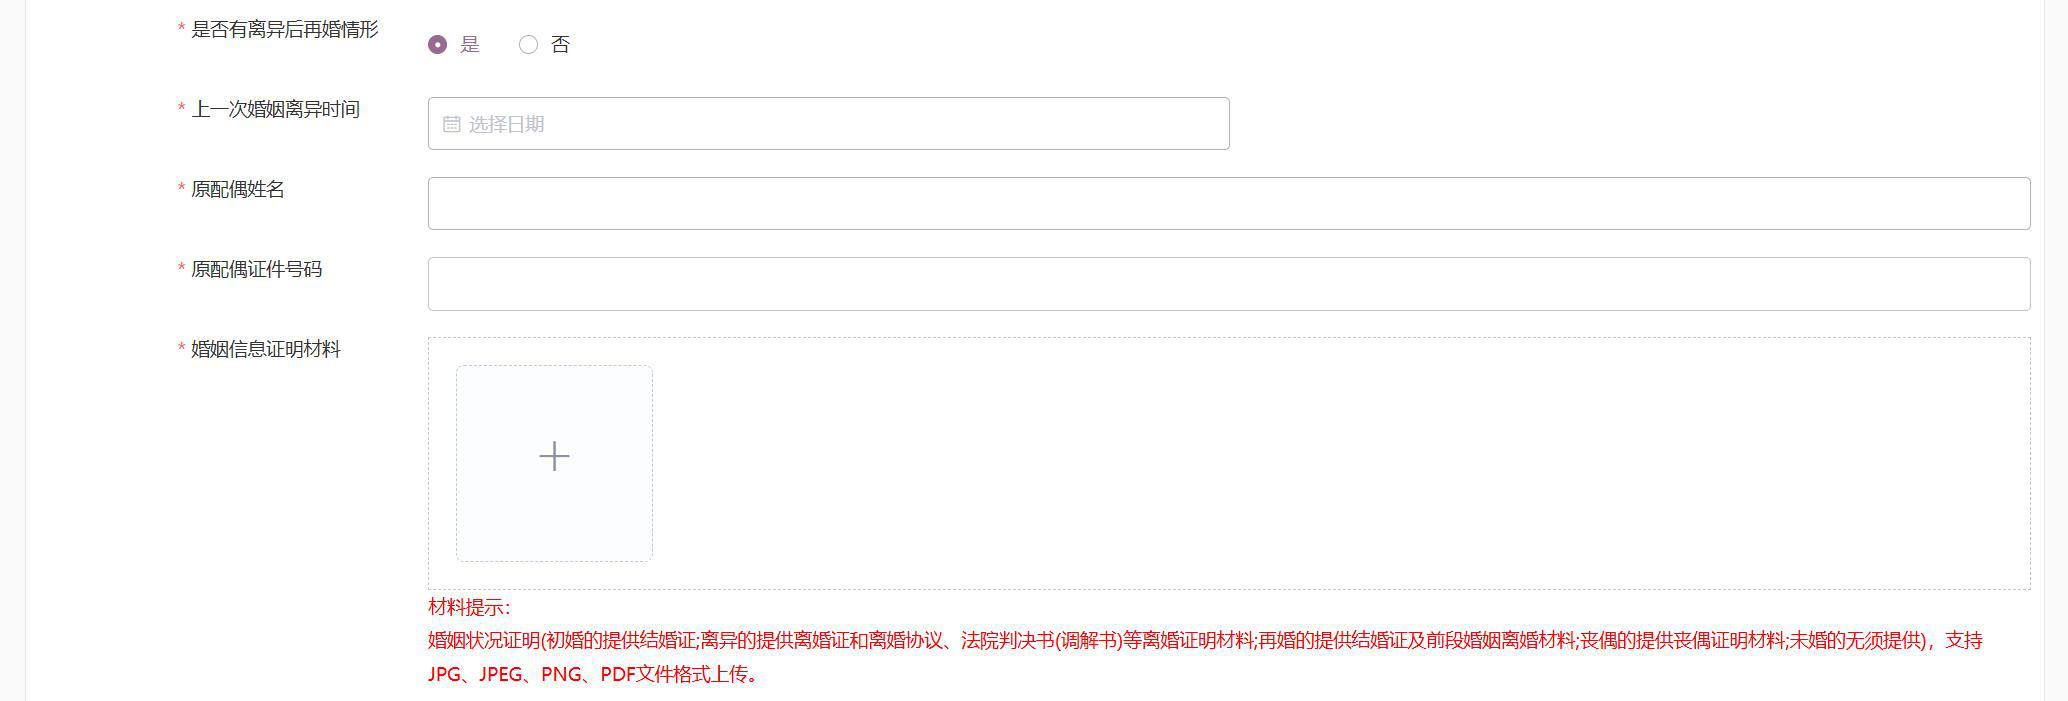 * 是否有离异后再婚情形
是 否
* 上一次婚姻离异时间
选择日期
* 原配偶姓名
* 原配偶证件号码
* 婚姻信息证明材料
材料提示：
婚姻状况证明(初婚的提供结婚证;离异的提供离婚证和离婚协议、法院判决书(调解书)等离婚证明材料;再婚的提供结婚证及前段婚姻离婚材料;丧偶的提供丧偶证明材料;未婚的无须提供)，支持
JPG、JPEG、PNG、PDF文件格式上传。